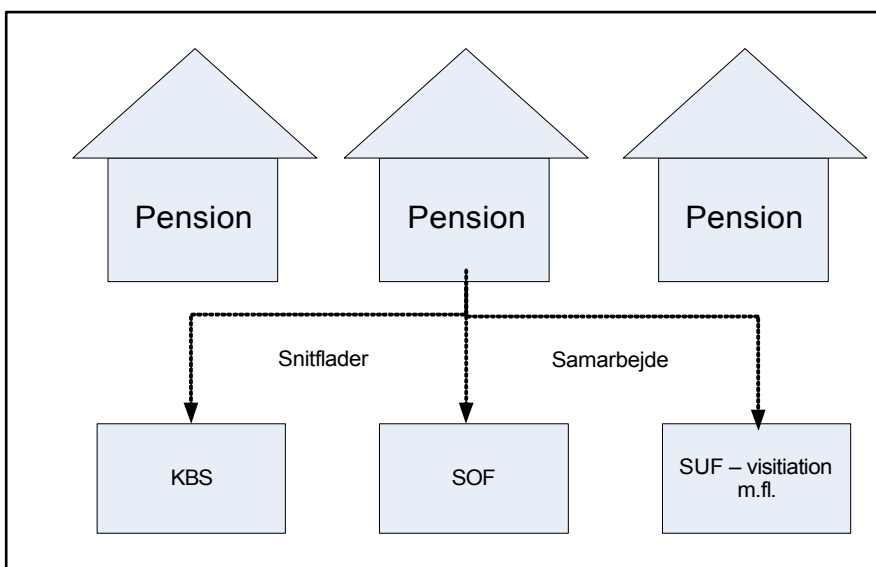 Pension
Pension
Pension
Snitflader
Samarbejde
KBS
SOF
SUF – visitiation
m.fl.